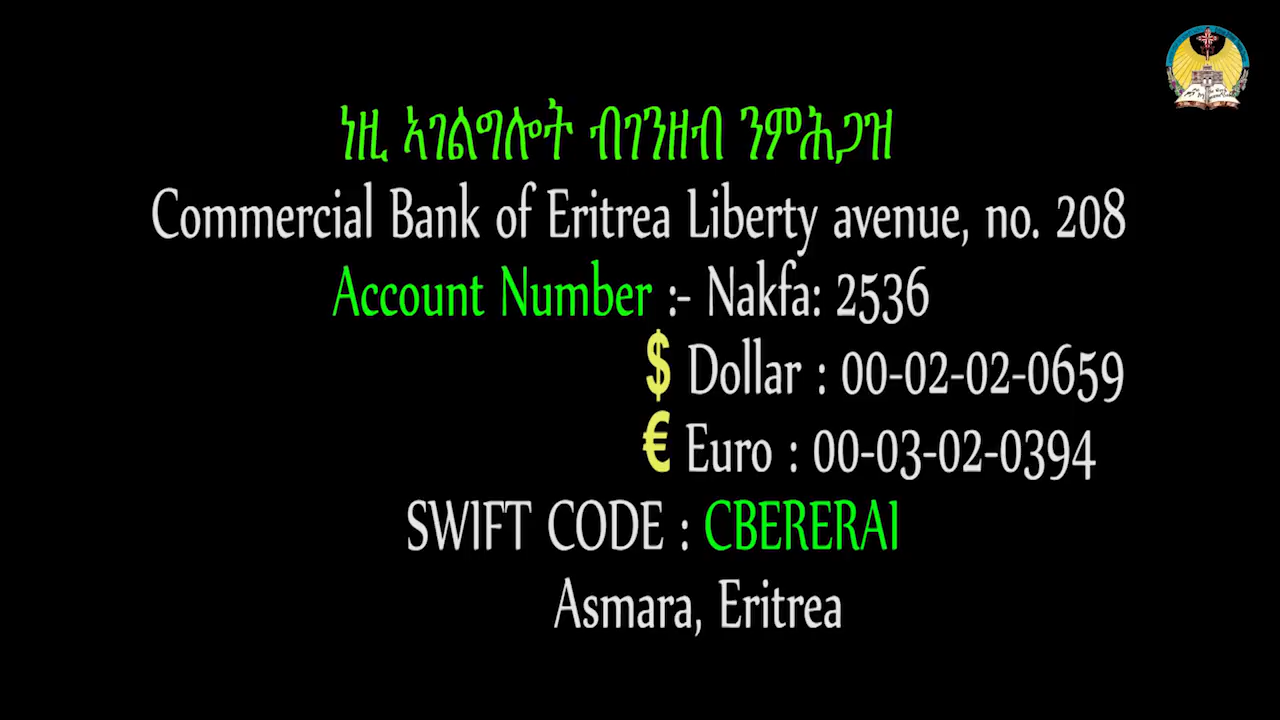 ነዚ ኣገልግሎት ብገንዘብ ንምሕጋዝ
Commercial Bank of Eritrea Liberty avenue, no. 208
Account Number :- Nakfa: 2536
$ Dollar : 00-02-02-0659
€ Euro : 00-03-02-0394
SWIFT CODE : CBERERAI
Asmara, Eritrea